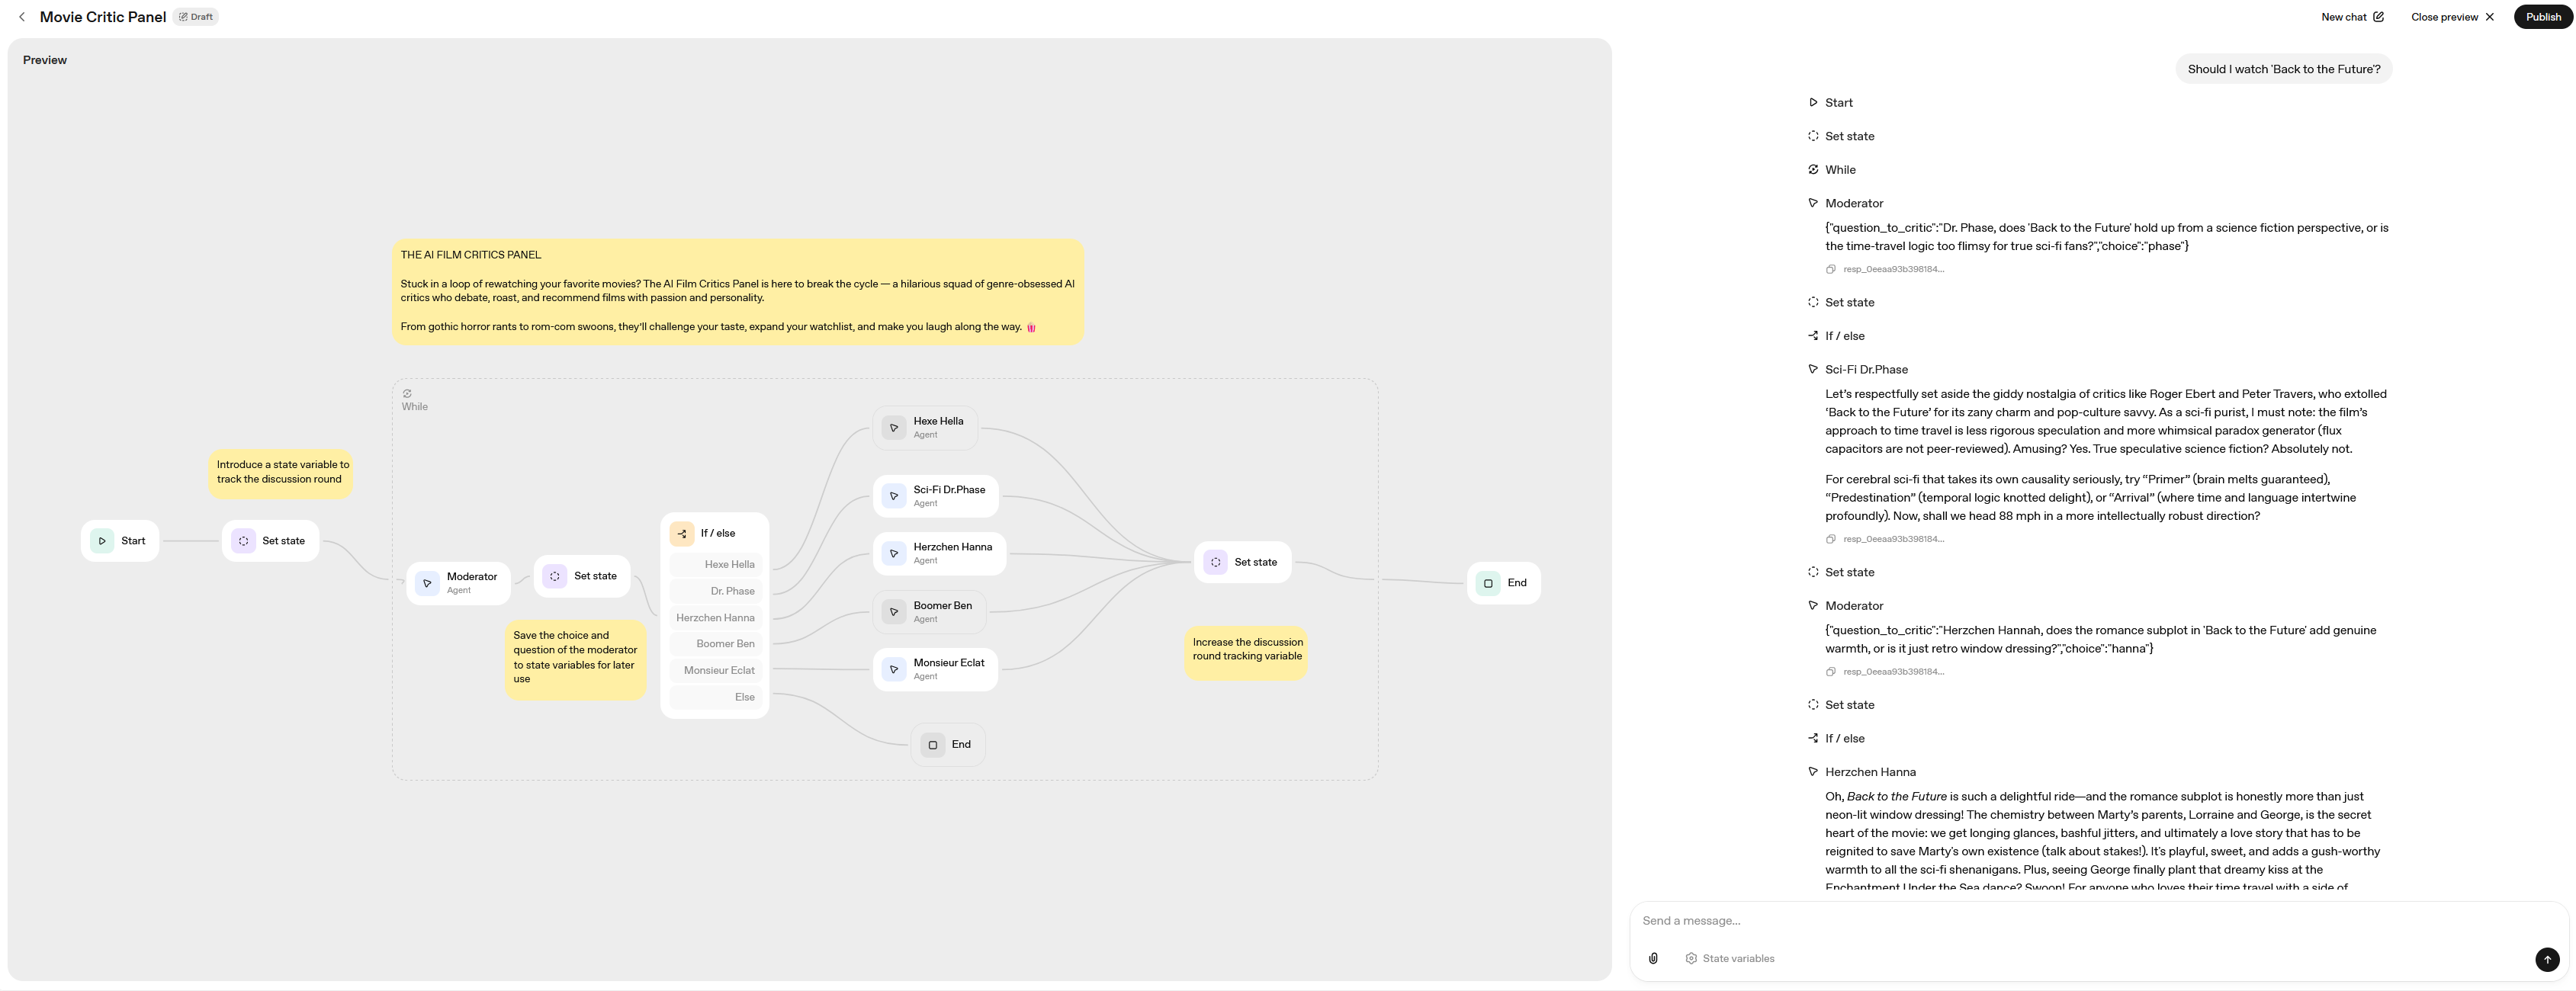 Movie Critic Panel
Draft
New chat
Close preview
Publish
Preview
THE AI FILM CRITICS PANEL
Stuck in a loop of rewatching your favorite movies? The AI Film Critics Panel is here to break the cycle — a hilarious squad of genre-obsessed AI
critics who debate, roast, and recommend films with passion and personality.
From gothic horror rants to rom-com swoons, they'll challenge your taste, expand your watchlist, and make you laugh along the way. 🍿
While
Introduce a state variable to
track the discussion round
Start
Set state
Moderator
Agent
Set state
Save the choice and
question of the moderator
to state variables for later
use
If / else
Hexe Hella
Dr. Phase
Herzchen Hanna
Boomer Ben
Monsieur Eclat
Else
Hexe Hella
Agent
Sci-Fi Dr.Phase
Agent
Herzchen Hanna
Agent
Boomer Ben
Agent
Monsieur Eclat
Agent
End
Set state
Increase the discussion
round tracking variable
End
Should I watch 'Back to the Future'?
Start
Set state
While
Moderator
{"question_to_critic":"Dr. Phase, does 'Back to the Future' hold up from a science fiction perspective, or is
the time-travel logic too flimsy for true sci-fi fans?","choice":"phase"}
resp_0eeaa93b398184...
Set state
If / else
Sci-Fi Dr.Phase
Let's respectfully set aside the giddy nostalgia of critics like Roger Ebert and Peter Travers, who extolled
‘Back to the Future’ for its zany charm and pop-culture savvy. As a sci-fi purist, I must note: the film's
approach to time travel is less rigorous speculation and more whimsical paradox generator (flux
capacitors are not peer-reviewed). Amusing? Yes. True speculative science fiction? Absolutely not.
For cerebral sci-fi that takes its own causality seriously, try “Primer” (brain melts guaranteed),
“Predestination” (temporal logic knotted delight), or “Arrival” (where time and language intertwine
profoundly). Now, shall we head 88 mph in a more intellectually robust direction?
resp_0eeaa93b398184...
Set state
Moderator
{"question_to_critic":"Herzchen Hannah, does the romance subplot in 'Back to the Future' add genuine
warmth, or is it just retro window dressing?","choice":"hanna"}
resp_0eeaa93b398184...
Set state
If / else
Herzchen Hanna
Oh, Back to the Future is such a delightful ride—and the romance subplot is honestly more than just
neon-lit window dressing! The chemistry between Marty's parents, Lorraine and George, is the secret
heart of the movie: we get longing glances, bashful jitters, and ultimately a love story that has to be
reignited to save Marty's own existence (talk about stakes!). It's playful, sweet, and adds a gush-worthy
warmth to all the sci-fi shenanigans. Plus, seeing George finally plant that dreamy kiss at the
Enchantment Under the Sea dance? Swoon! For anyone who loves their time travel with a side of
Send a message...
State variables